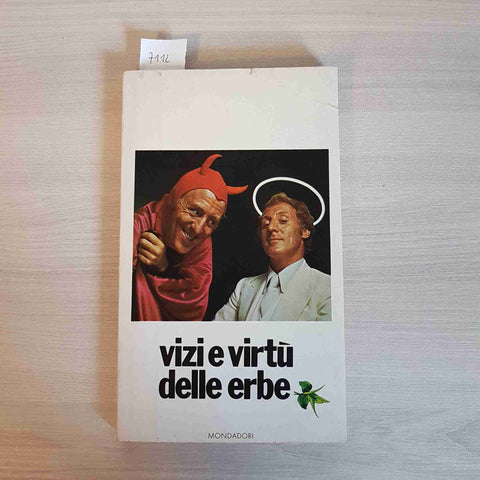 7112
vizi e virtù
delle erbe
MONDADORI